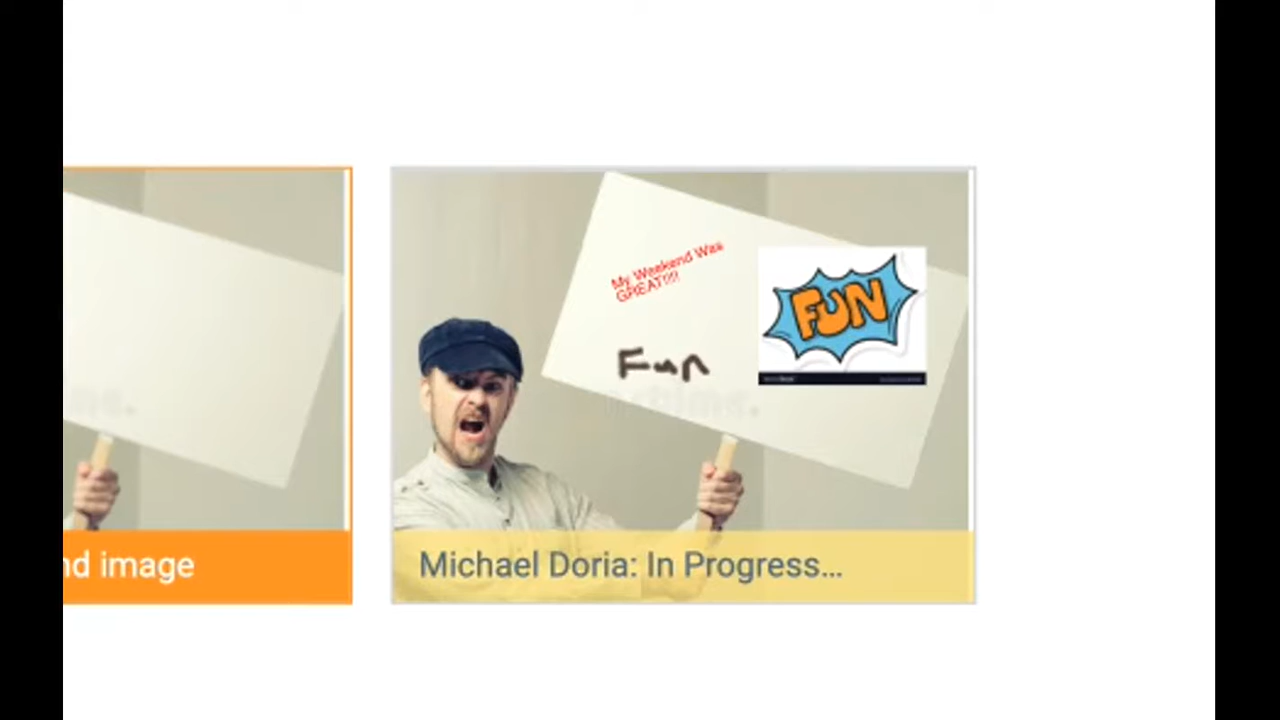 My Weekend Was
GREAT!!!!
FUN
Fun
nd image
Michael Doria: In Progress...